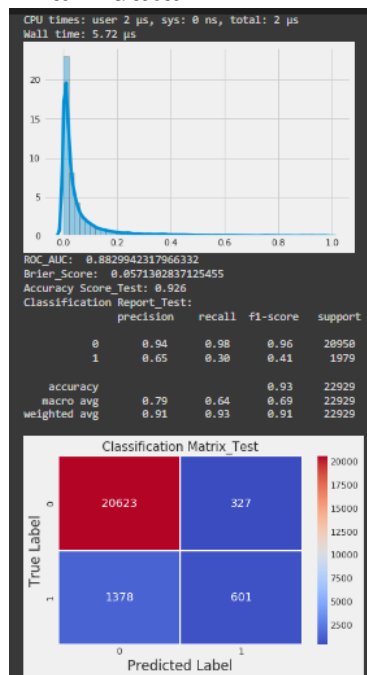 CPU times: user 2 µs, sys: 0 ns, total: 2 µs
Wall time: 5.72 µs
20
15
10
5
0
0.0 0.2 0.4 0.6 0.8 1.0
ROC_AUC: 0.8829942317966332
Brier_Score: 0.0571302837125455
Accuracy Score_Test: 0.926
Classification Report_Test:
precision recall f1-score support
0 0.94 0.98 0.96 20950
1 0.65 0.30 0.41 1979
accuracy 0.93 22929
macro avg 0.79 0.64 0.69 22929
weighted avg 0.91 0.93 0.91 22929
Classification Matrix_Test
20000
17500
15000
12500
10000
7500
5000
2500
True Label
0 20623 327
1 1378 601
0 1
Predicted Label